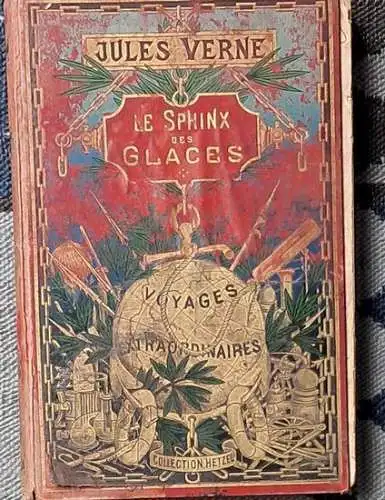 JULES VERNE
LE SPHINX
DES
GLACES
VOYAGES
EXTRAORDINAIRES
COLLECTION HETZEL